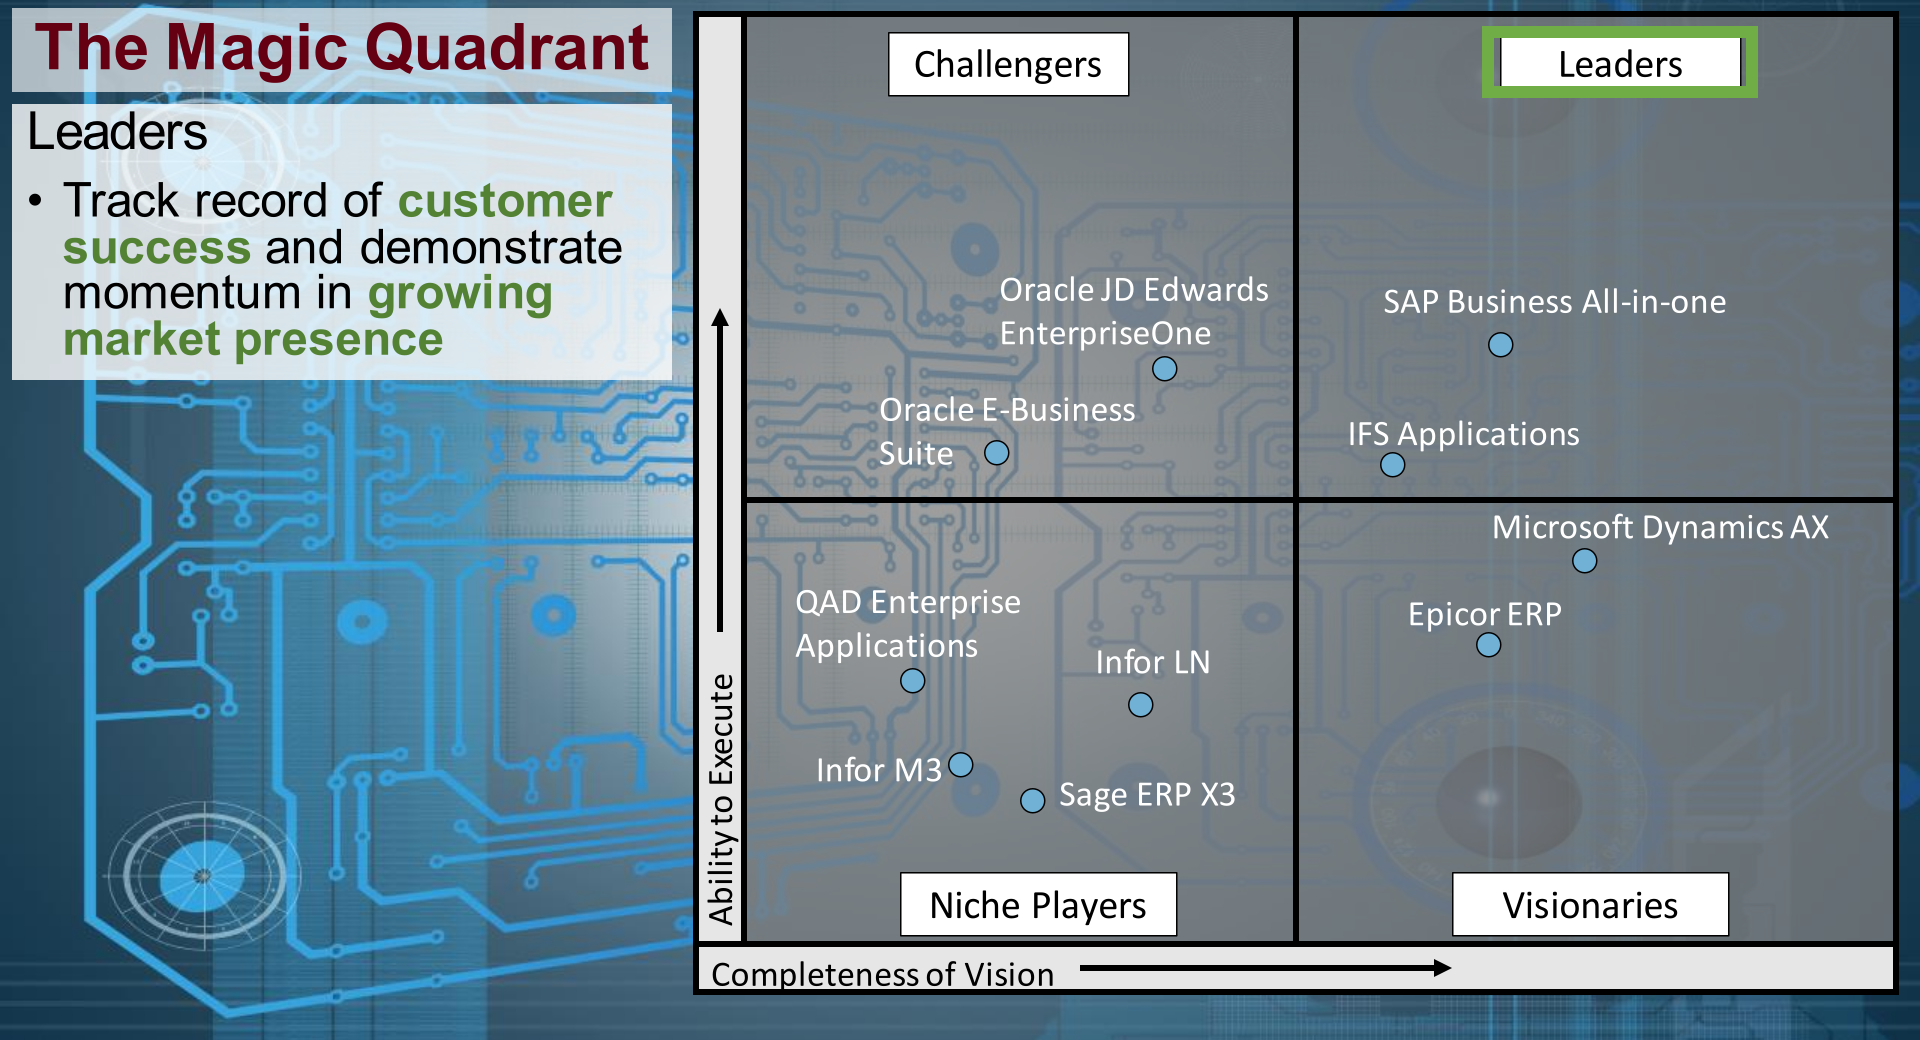 The Magic Quadrant
Leaders
• Track record of customer
success and demonstrate
momentum in growing
market presence
Challengers
Leaders
Oracle JD Edwards
EnterpriseOne
SAP Business All-in-one
Oracle E-Business
Suite
IFS Applications
Microsoft Dynamics AX
QAD Enterprise
Applications
Epicor ERP
Infor LN
Infor M3
Sage ERP X3
Niche Players
Visionaries
Ability to Execute
Completeness of Vision